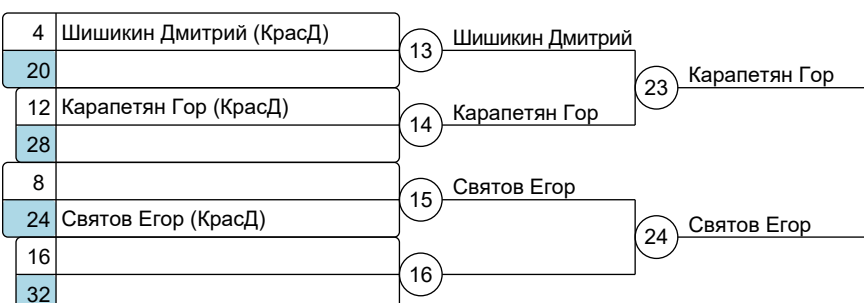 4 Шишикин Дмитрий (КрасД)
13 Шишикин Дмитрий
20
23 Карапетян Гор
12 Карапетян Гор (КрасД)
14 Карапетян Гор
28
8
15 Святов Егор
24 Святов Егор (КрасД)
24 Святов Егор
16
16
32